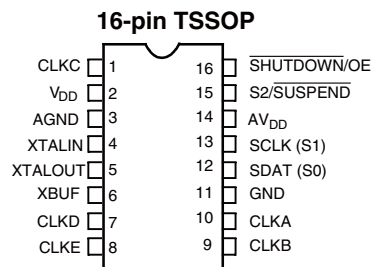 16-pin TSSOP
CLKC 1 16 SHUTDOWN/OE
VDD 2 15 S2/SUSPEND
AGND 3 14 AVDD
XTALIN 4 13 SCLK (S1)
XTALOUT 5 12 SDAT (S0)
XBUF 6 11 GND
CLKD 7 10 CLKA
CLKE 8 9 CLKB